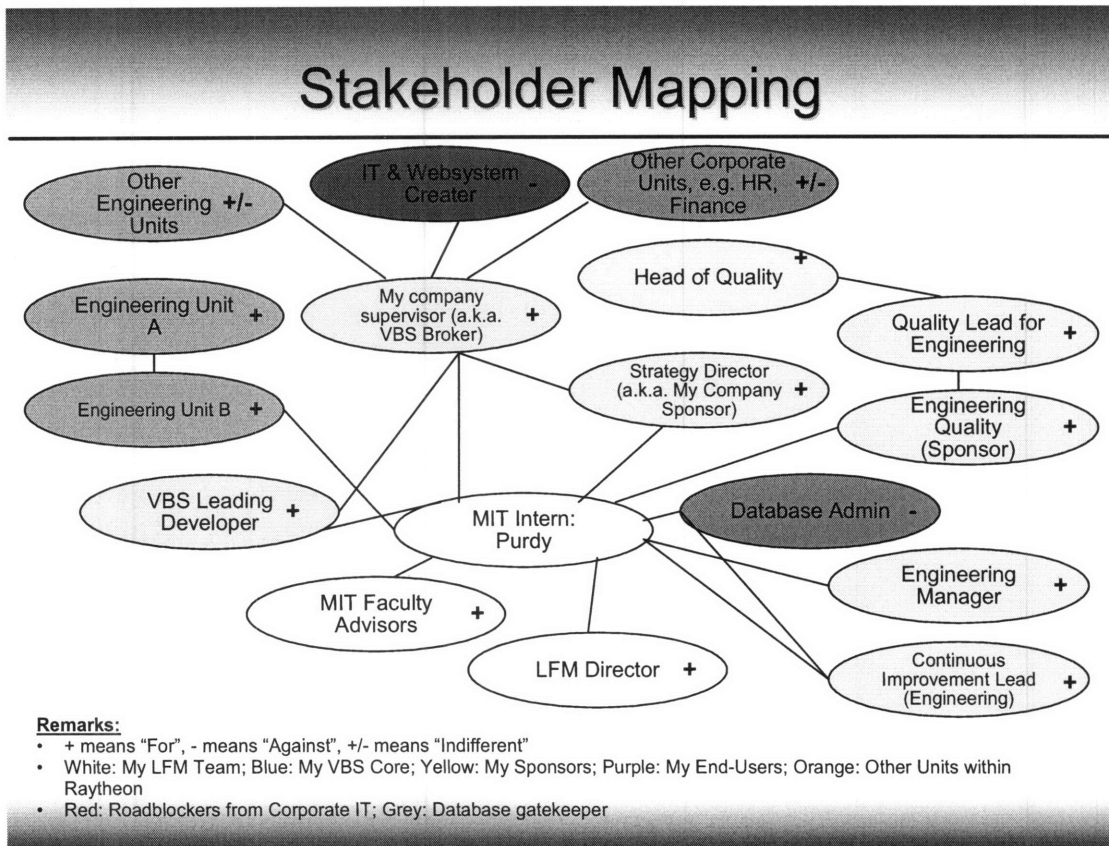 Stakeholder Mapping
Other
Engineering
Units
+/-
IT & Websystem
Creater
-
Other Corporate
Units, e.g. HR,
Finance
+/-
Head of Quality
+
Engineering Unit
A
+
My company
supervisor (a.k.a.
VBS Broker)
+
Quality Lead for
Engineering
+
Strategy Director
(a.k.a. My Company
Sponsor)
+
Engineering Unit B
+
Engineering
Quality
(Sponsor)
+
VBS Leading
Developer
+
MIT Intern:
Purdy
Database Admin
-
Engineering
Manager
+
MIT Faculty
Advisors
+
LFM Director
+
Continuous
Improvement Lead
(Engineering)
+
Remarks:
• + means “For”, - means “Against”, +/- means “Indifferent”
• White: My LFM Team; Blue: My VBS Core; Yellow: My Sponsors; Purple: My End-Users; Orange: Other Units within
Raytheon
• Red: Roadblockers from Corporate IT; Grey: Database gatekeeper